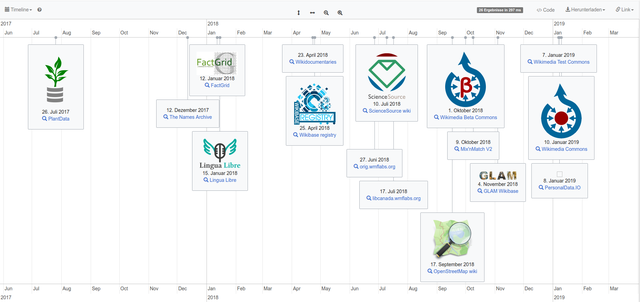 Timeline
20 Ergebnisse in 397 ms
Code
Herunterladen
Link
2017
2018
2019
Jun Jul Aug Sep Oct Nov Dec Jan Feb Mar Apr May Jun Jul Aug Sep Oct Nov Dec Jan Feb Mar
26. Juli 2017
PlantData
12. Dezember 2017
The Names Archive
FactGrid
12. Januar 2018
FactGrid
Lingua Libre
15. Januar 2018
Lingua Libre
23. April 2018
Wikidocumentaries
REGISTRY
25. April 2018
Wikibase registry
ScienceSource
10. Juli 2018
ScienceSource wiki
27. Juni 2018
orig.wmflabs.org
17. Juli 2018
libcanada.wmflabs.org
β
1. Oktober 2018
Wikimedia Beta Commons
9. Oktober 2018
Mix'n'Match V2
GLAM
4. November 2018
GLAM Wikibase
17. September 2018
OpenStreetMap wiki
7. Januar 2019
Wikimedia Test Commons
10. Januar 2019
Wikimedia Commons
8. Januar 2019
PersonalData.IO
Jun Jul Aug Sep Oct Nov Dec Jan Feb Mar Apr May Jun Jul Aug Sep Oct Nov Dec Jan Feb Mar
2017
2018
2019